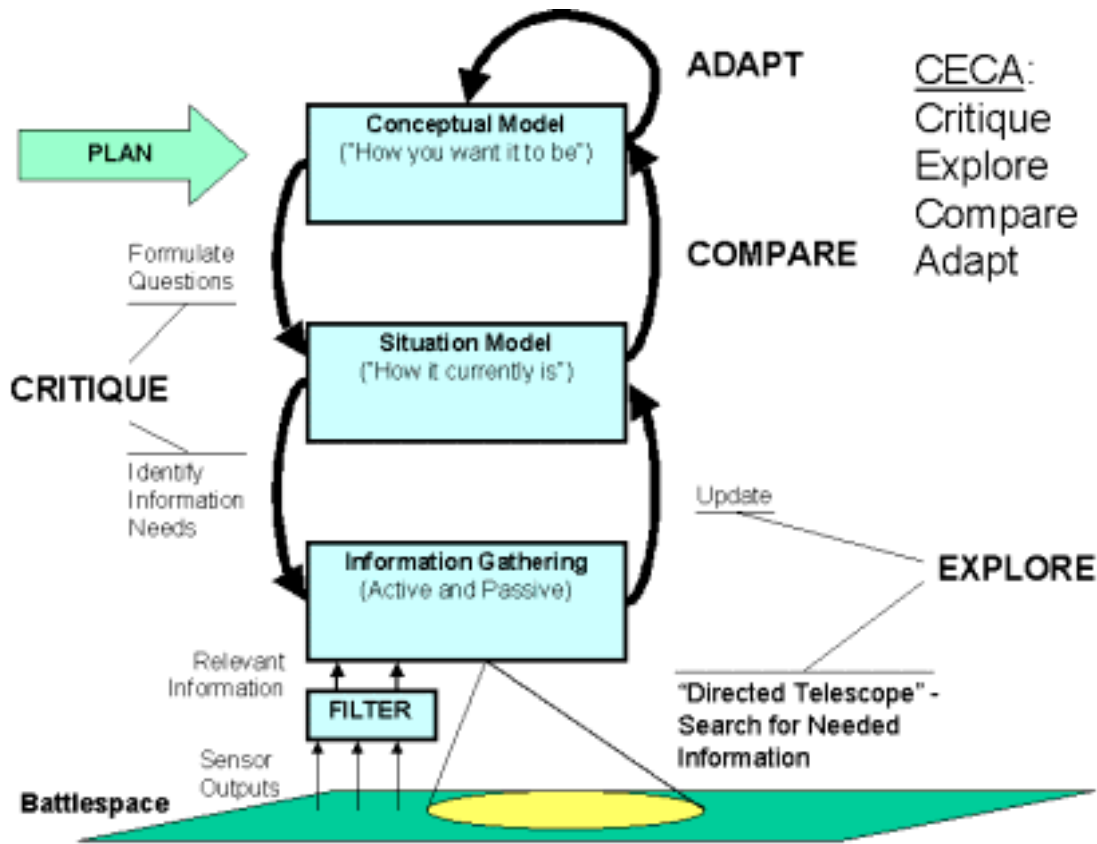 ADAPT
CECA:
Critique
Explore
Compare
Adapt
PLAN
Conceptual Model
("How you want it to be")
Formulate
Questions
COMPARE
Situation Model
("How it currently is")
CRITIQUE
Identify
Information
Needs
Update
Information Gathering
(Active and Passive)
EXPLORE
Relevant
Information
FILTER
"Directed Telescope" -
Search for Needed
Information
Sensor
Outputs
Battlespace